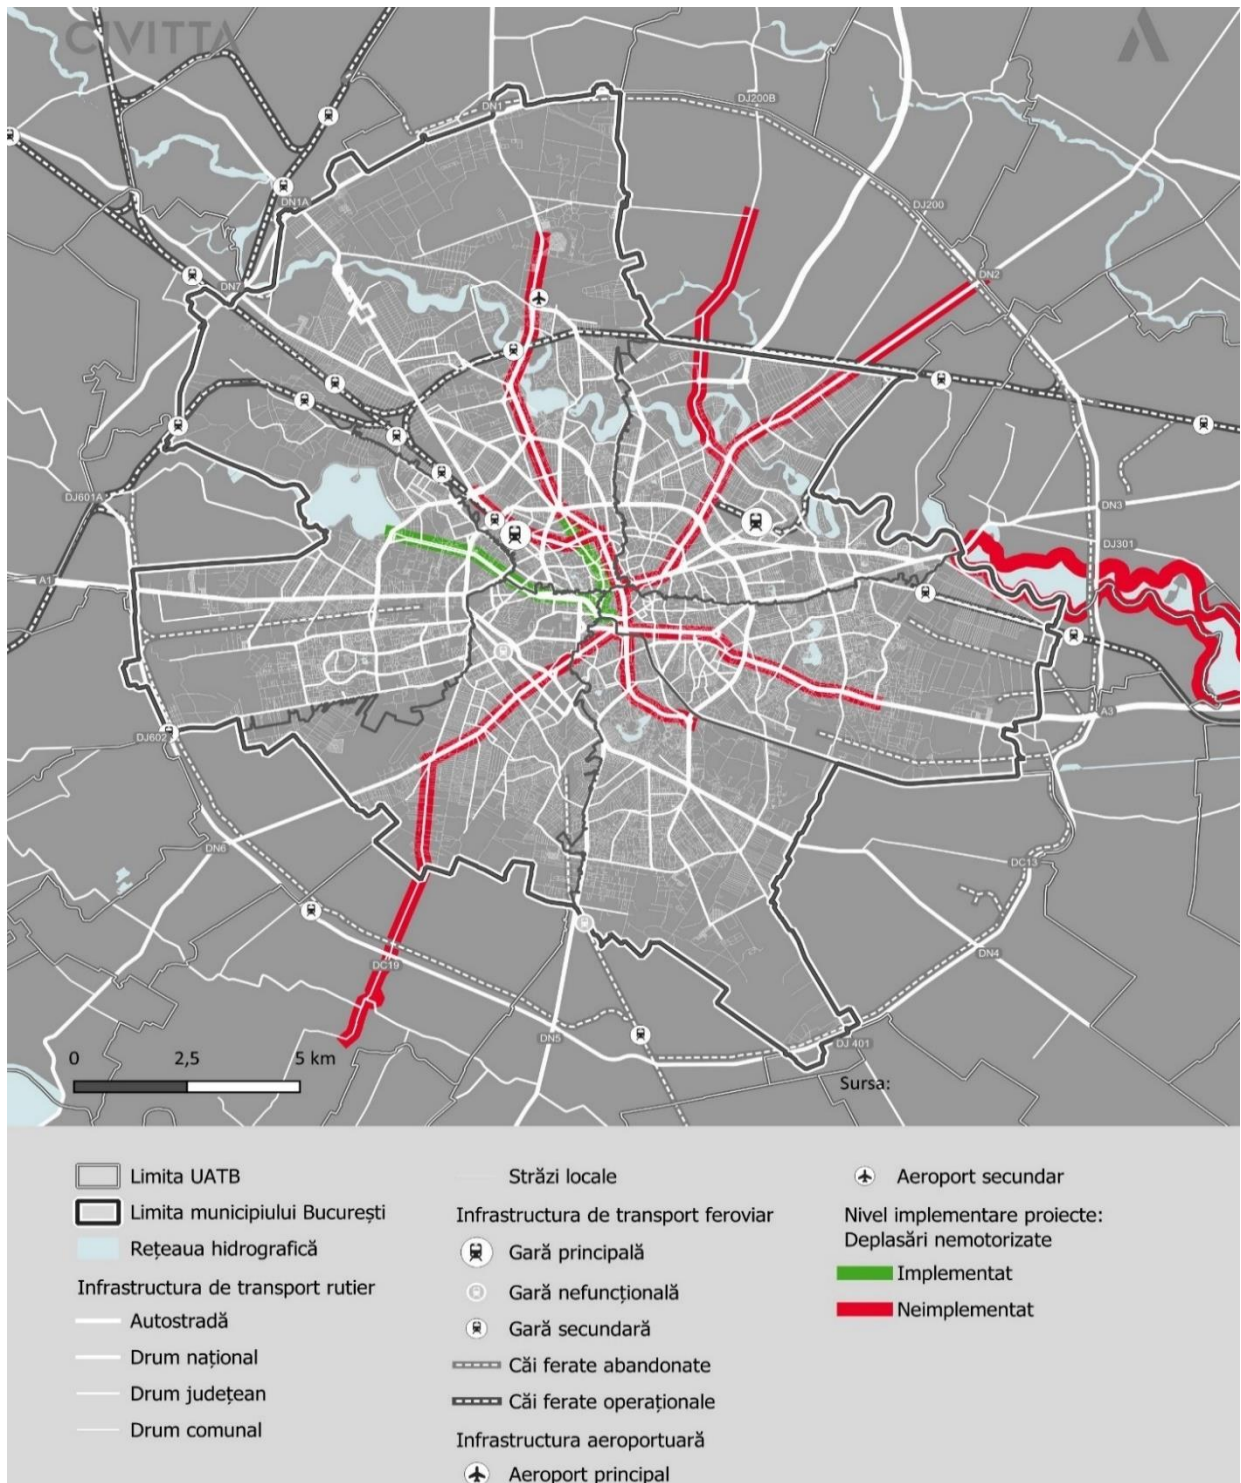 CIVITTA
DN1
DJ200B
DN1A
DJ200
DN2
DN7
DJ601A
DN3
DJ301
A1
A3
DJ602
DN6
DC13
DC19
DN4
DN5
DJ 401
0 2,5 5 km
Sursa:
Limita UATB
Limita municipiului București
Rețeaua hidrografică
Infrastructura de transport rutier
Autostradă
Drum național
Drum județean
Drum comunal
Străzi locale
Infrastructura de transport feroviar
Gară principală
Gară nefuncțională
Gară secundară
Căi ferate abandonate
Căi ferate operaționale
Infrastructura aeroportuară
Aeroport principal
Aeroport secundar
Nivel implementare proiecte:
Deplasări nemotorizate
Implementat
Neimplementat